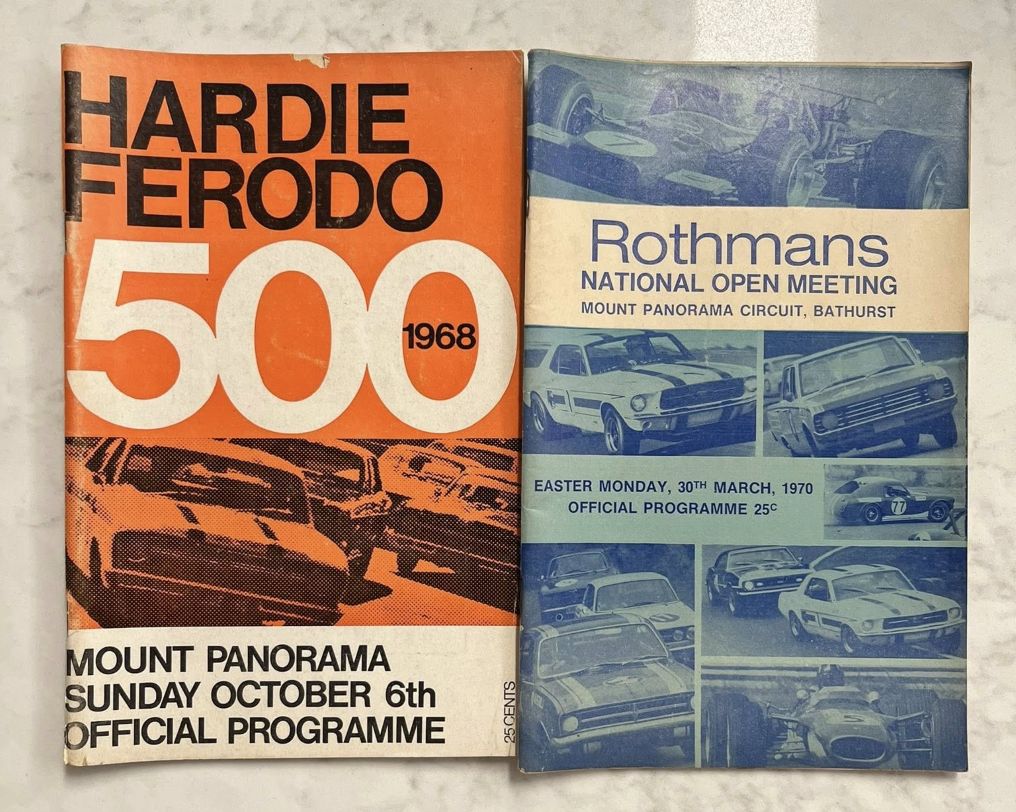 HARDIE
FERODO
500
1968
MOUNT PANORAMA
SUNDAY OCTOBER 6th
OFFICIAL PROGRAMME
25 CENTS
Rothmans
NATIONAL OPEN MEETING
MOUNT PANORAMA CIRCUIT, BATHURST
EASTER MONDAY, 30TH MARCH, 1970
OFFICIAL PROGRAMME 25c
77
5